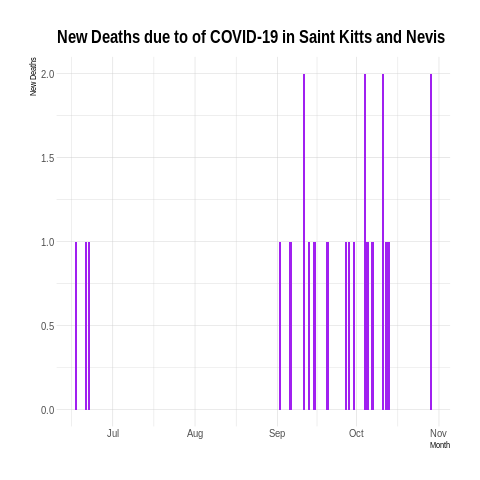 New Deaths due to of COVID-19 in Saint Kitts and Nevis
New Deaths
2.0
1.5
1.0
0.5
0.0
Jul Aug Sep Oct Nov
Month